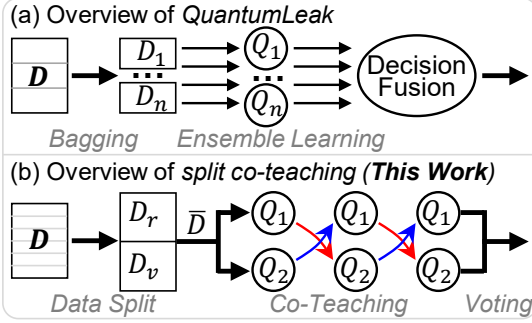 (a) Overview of QuantumLeak
D D₁ Q₁ Decision
... ... Fusion
Dₙ Qₙ
Bagging Ensemble Learning
(b) Overview of split co-teaching (This Work)
D Dᵣ D̅ Q₁ Q₁ Q₁
Dᵥ Q₂ Q₂ Q₂
Data Split Co-Teaching Voting